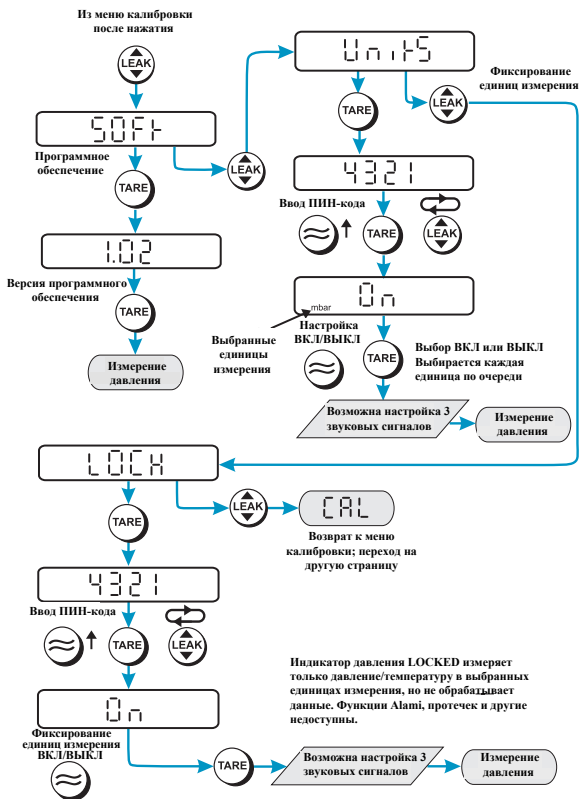 Из меню калибровки
после нажатия
LEAK
SOFt
Программное
обеспечение
TARE
LEAK
1.02
Версия программного
обеспечения
TARE
Измерение
давления
UnitS
Фиксирование
единиц измерения
TARE
LEAK
4321
Ввод ПИН-кода
TARE
LEAK
On
mbar
Выбранные
единицы
измерения
Настройка
ВКЛ/ВЫКЛ
TARE
Выбор ВКЛ или ВЫКЛ
Выбирается каждая
единица по очереди
Возможна настройка 3
звуковых сигналов
Измерение
давления
LOCK
TARE
LEAK
CAL
Возврат к меню
калибровки; переход на
другую страницу
4321
Ввод ПИН-кода
TARE
LEAK
On
Фиксирование
единиц измерения
ВКЛ/ВЫКЛ
Индикатор давления LOCKED измеряет
только давление/температуру в выбранных
единицах измерения, но не обрабатывает
данные. Функции Alami, протечек и другие
недоступны.
TARE
Возможна настройка 3
звуковых сигналов
Измерение
давления